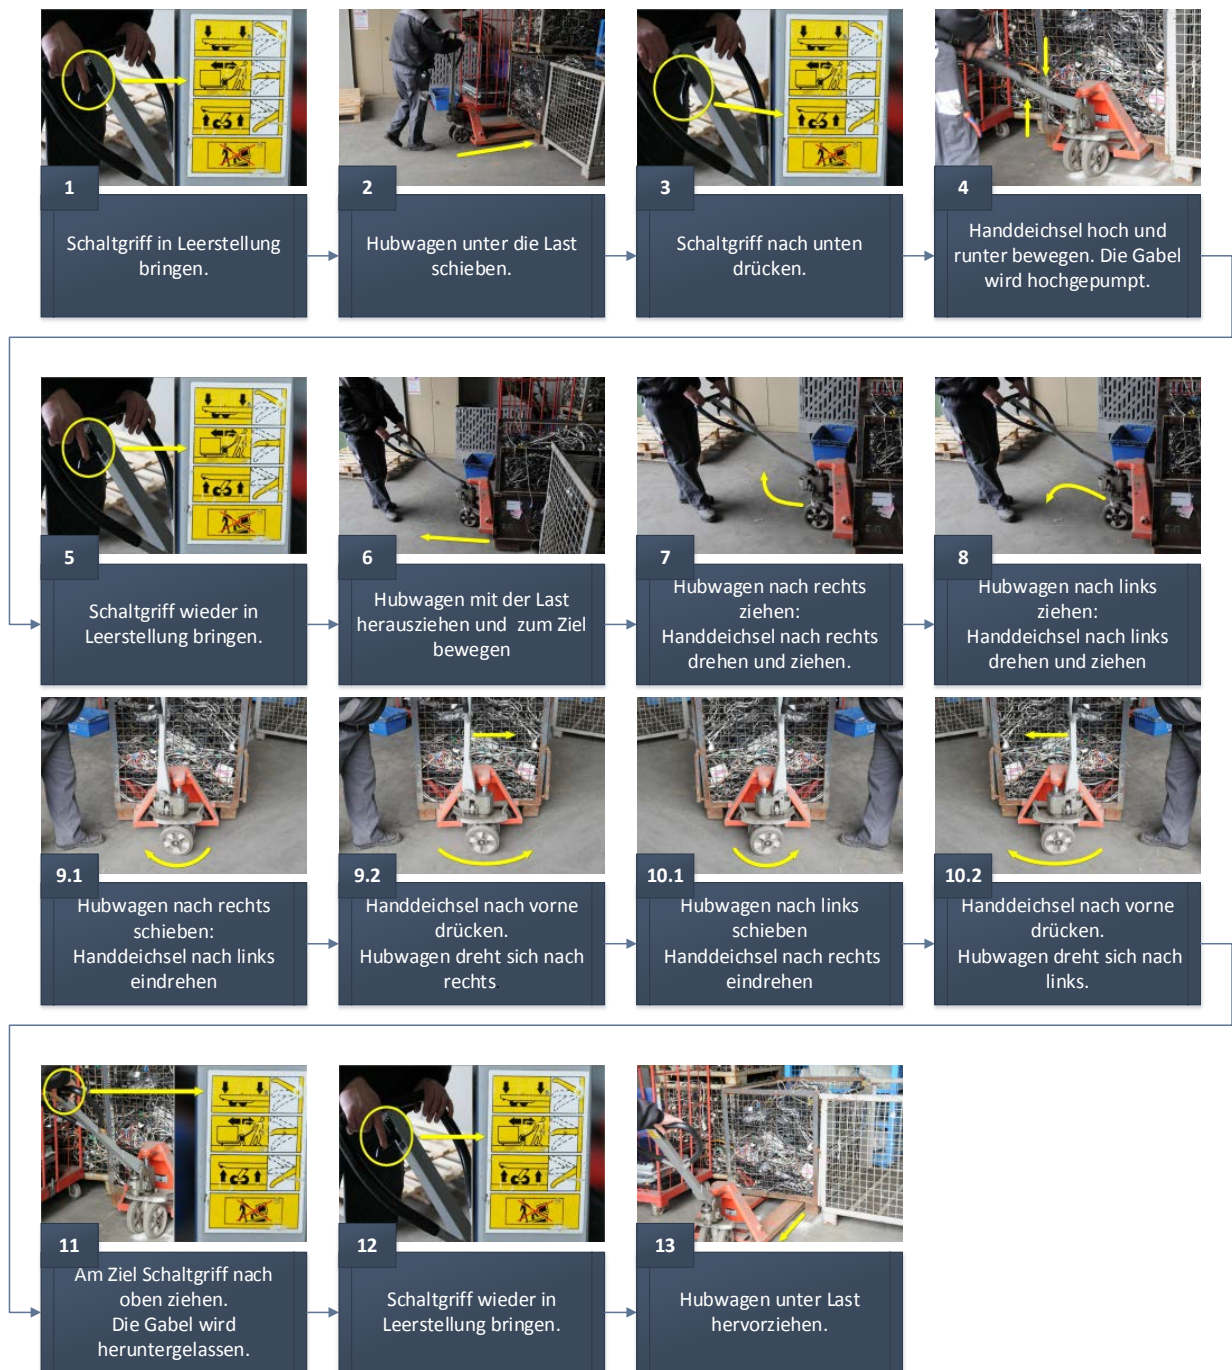 1
Schaltgriff in Leerstellung
bringen.
2
Hubwagen unter die Last
schieben.
3
Schaltgriff nach unten
drücken.
4
Handdeichsel hoch und
runter bewegen. Die Gabel
wird hochgepumpt.
5
Schaltgriff wieder in
Leerstellung bringen.
6
Hubwagen mit der Last
herausziehen und  zum Ziel
bewegen
7
Hubwagen nach rechts
ziehen:
Handdeichsel nach rechts
drehen und ziehen.
8
Hubwagen nach links
ziehen:
Handdeichsel nach links
drehen und ziehen
9.1
Hubwagen nach rechts
schieben:
Handdeichsel nach links
eindrehen
9.2
Handdeichsel nach vorne
drücken.
Hubwagen dreht sich nach
rechts.
10.1
Hubwagen nach links
schieben
Handdeichsel nach rechts
eindrehen
10.2
Handdeichsel nach vorne
drücken.
Hubwagen dreht sich nach
links.
11
Am Ziel Schaltgriff nach
oben ziehen.
Die Gabel wird
heruntergelassen.
12
Schaltgriff wieder in
Leerstellung bringen.
13
Hubwagen unter Last
hervorziehen.